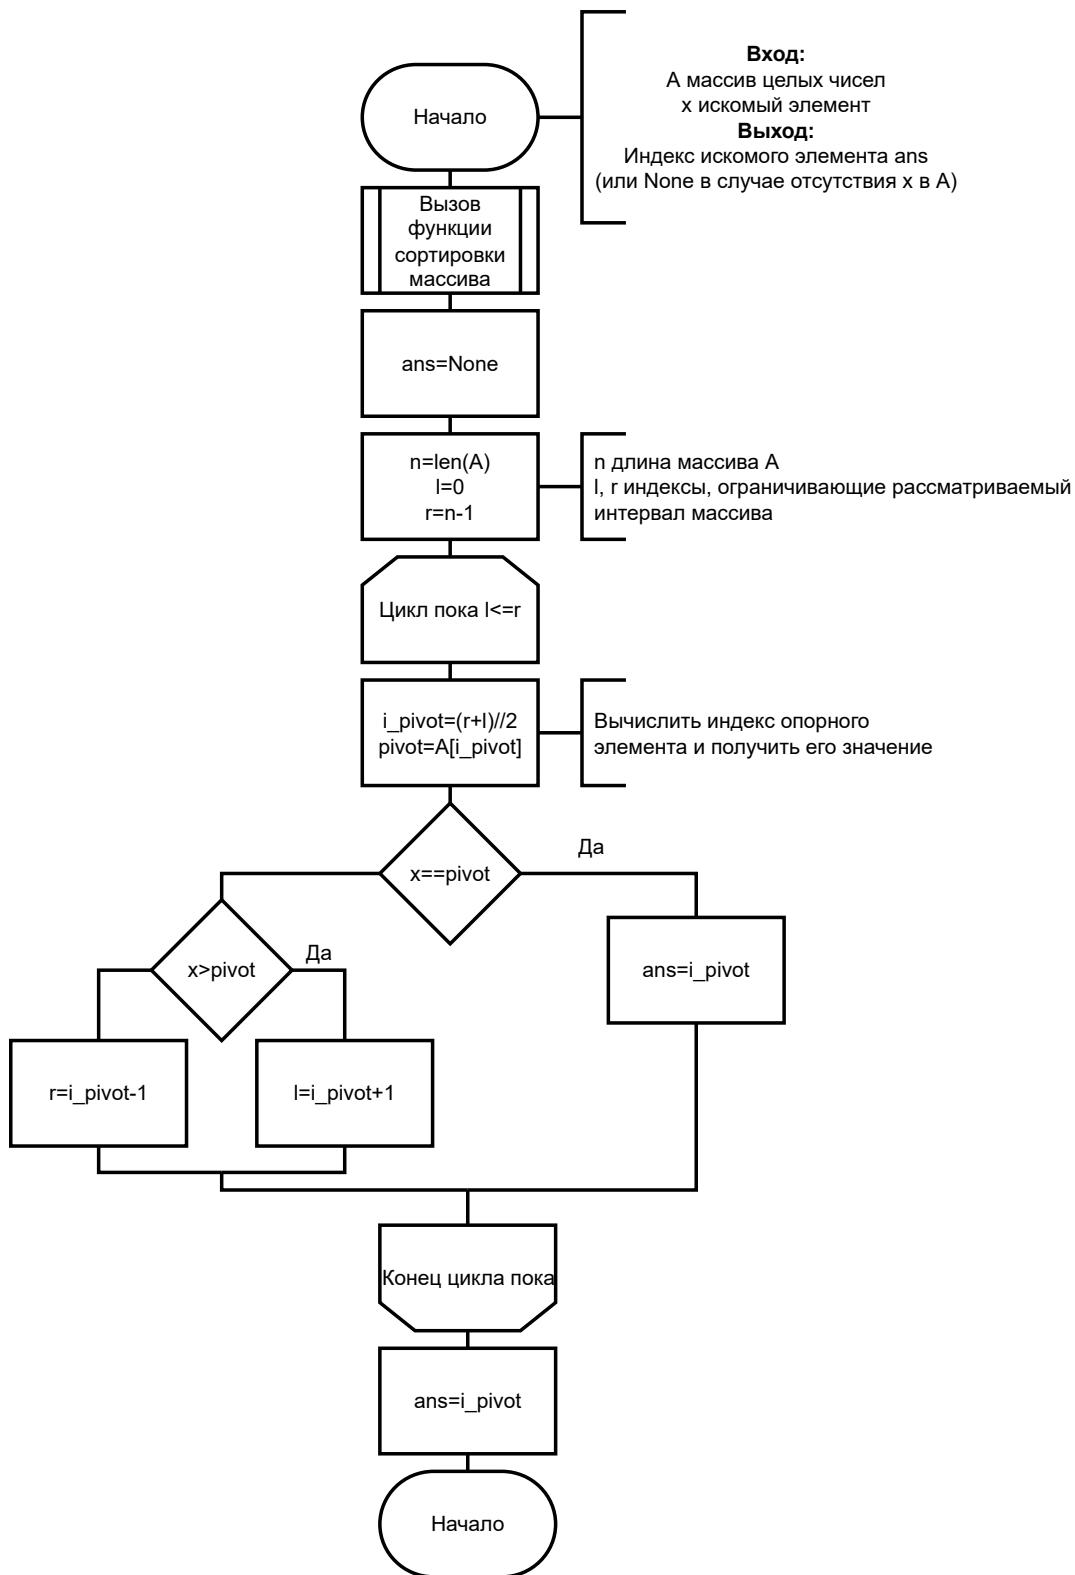 Начало
Вход:
A массив целых чисел
x искомый элемент
Выход:
Индекс искомого элемента ans
(или None в случае отсутствия x в A)
Вызов
функции
сортировки
массива
ans=None
n=len(A)
l=0
r=n-1
n длина массива A
l, r индексы, ограничивающие рассматриваемый
интервал массива
Цикл пока l<=r
i_pivot=(r+l)//2
pivot=A[i_pivot]
Вычислить индекс опорного
элемента и получить его значение
x==pivot
Да
x>pivot
Да
ans=i_pivot
r=i_pivot-1
l=i_pivot+1
Конец цикла пока
ans=i_pivot
Начало